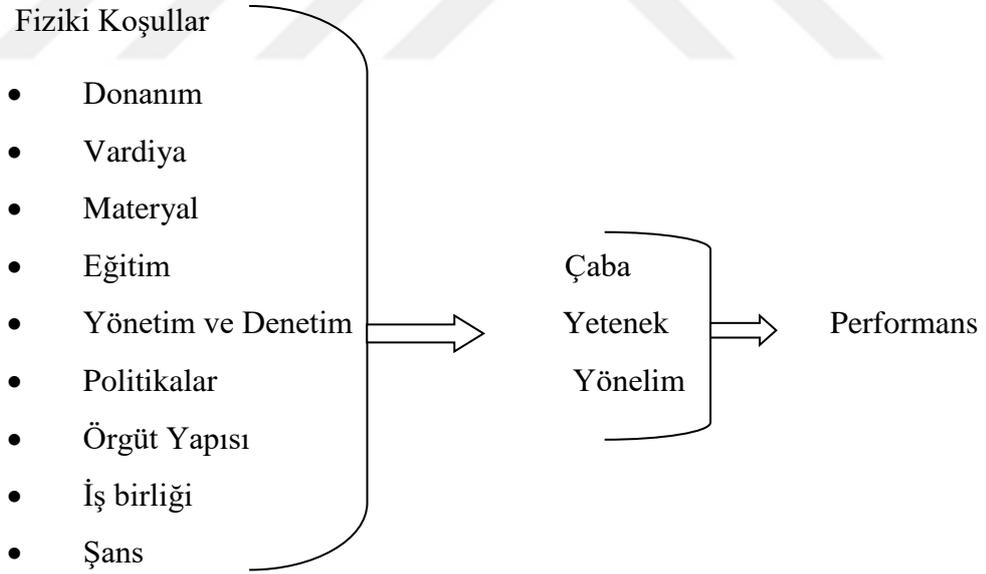 Fiziki Koşullar
• Donanım
• Vardiya
• Materyal
• Eğitim
• Yönetim ve Denetim
• Politikalar
• Örgüt Yapısı
• İş birliği
• Şans
Çaba
Yetenek
Yönelim
Performans